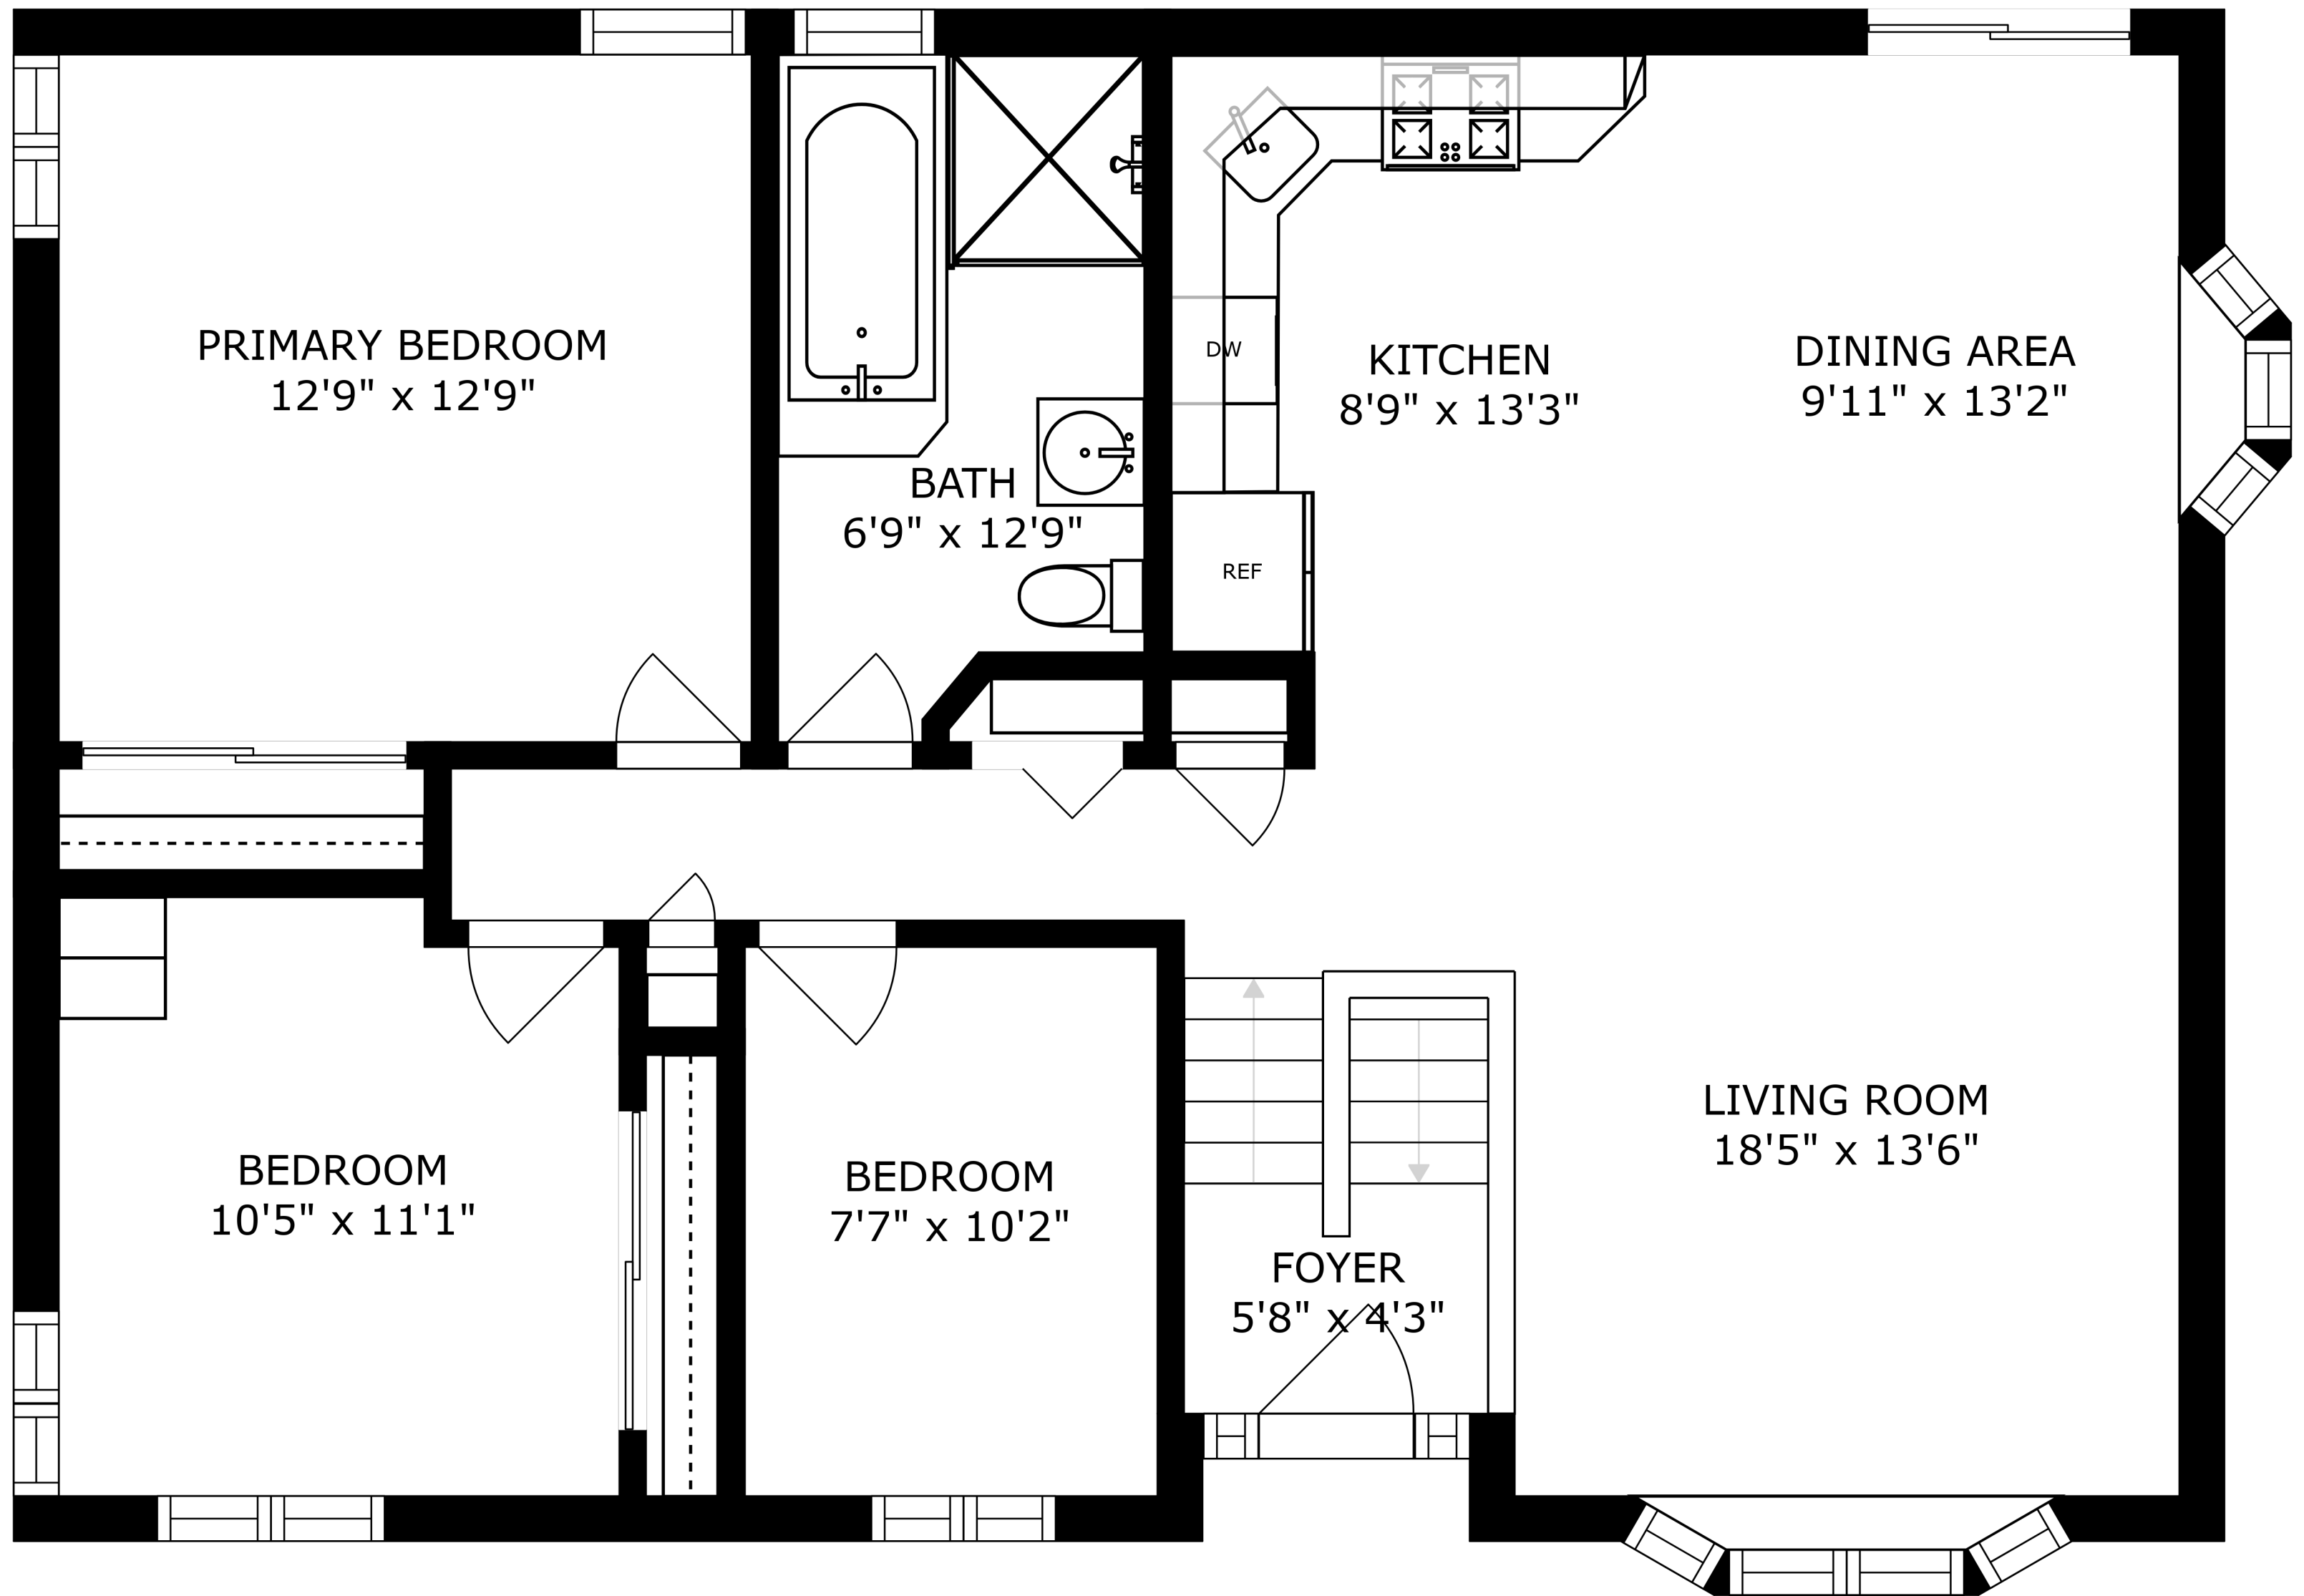 PRIMARY BEDROOM
12'9" x 12'9"
BATH
6'9" x 12'9"
DW
REF
KITCHEN
8'9" x 13'3"
DINING AREA
9'11" x 13'2"
BEDROOM
10'5" x 11'1"
BEDROOM
7'7" x 10'2"
FOYER
5'8" x 4'3"
LIVING ROOM
18'5" x 13'6"